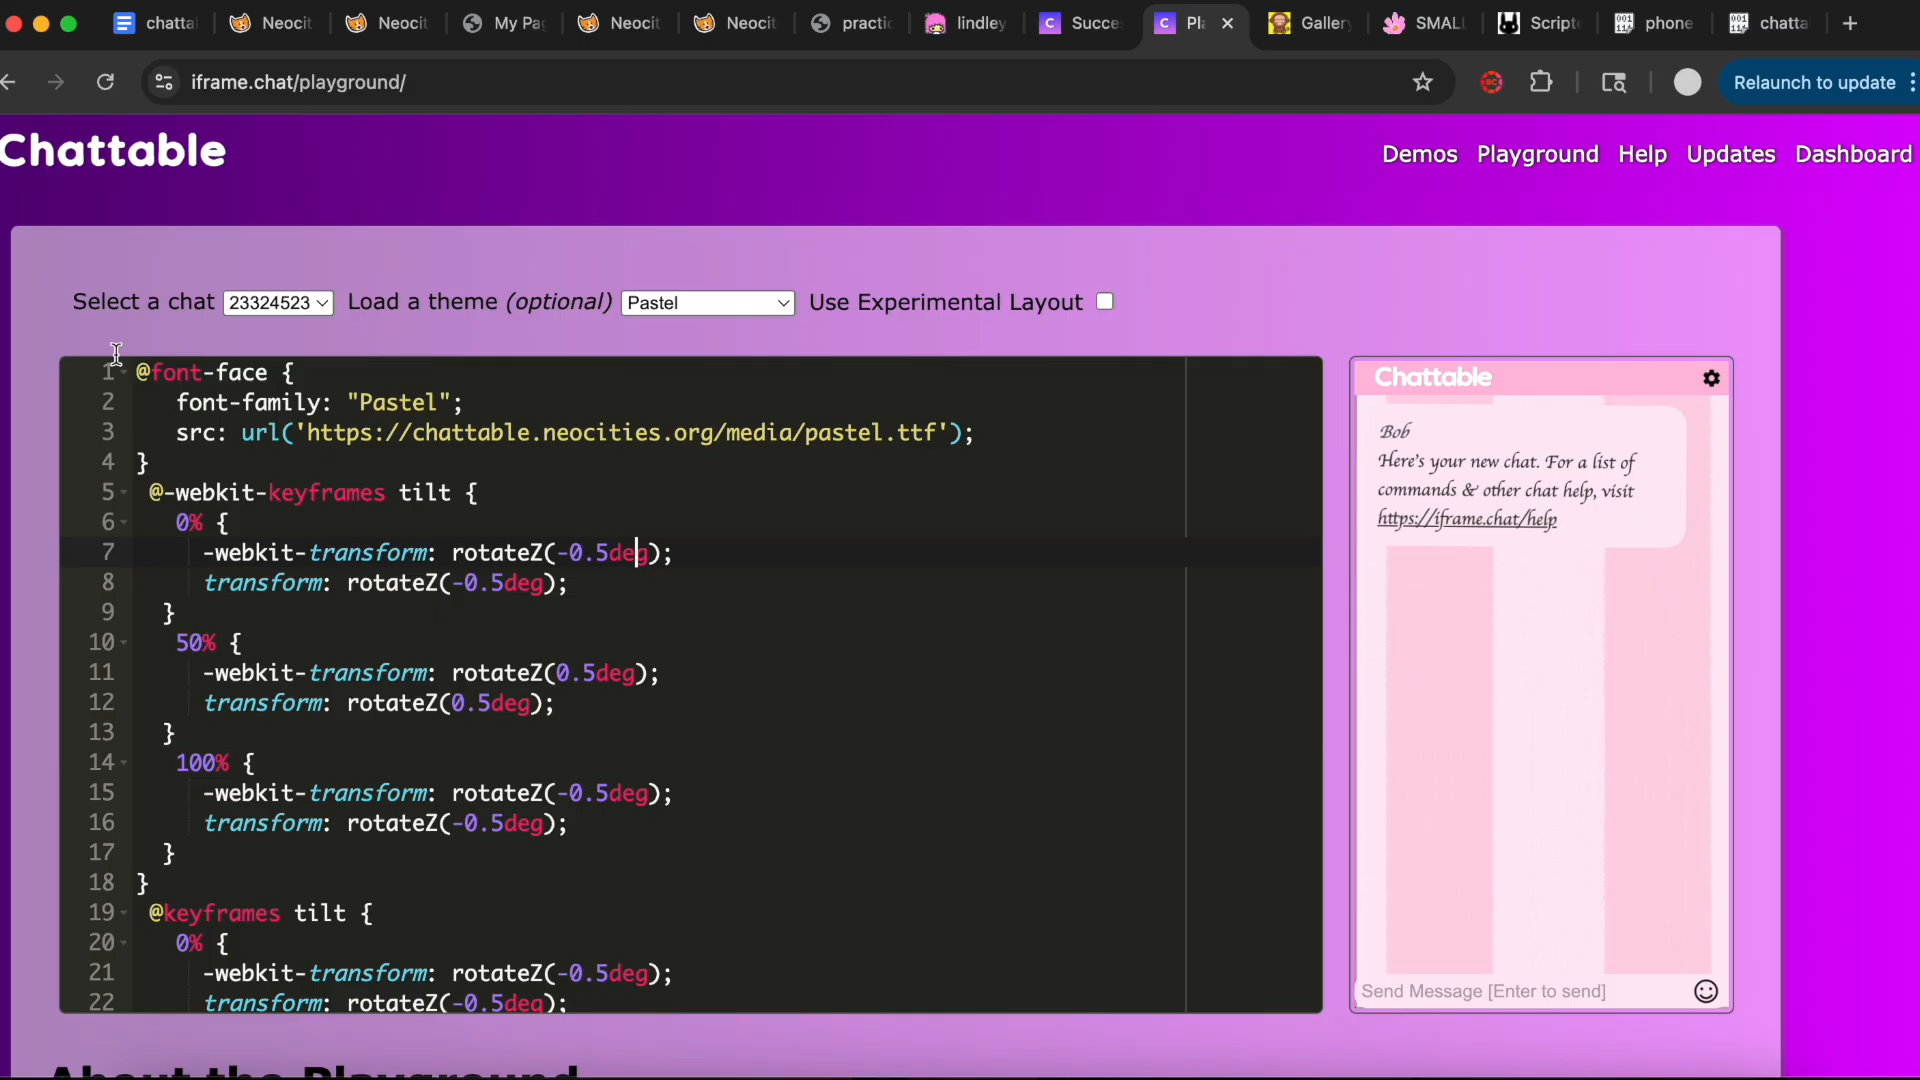 chatta
Neocit
Neocit
My Pa
Neocit
Neocit
practic
lindley
Succe
Pla
Gallery
SMALL
Scripte
phone
chatta
iframe.chat/playground/
Relaunch to update
Chattable
Demos Playground Help Updates Dashboard
Select a chat 23324523 Load a theme (optional) Pastel Use Experimental Layout
1 @font-face {
2 font-family: "Pastel";
3 src: url('https://chattable.neocities.org/media/pastel.ttf');
4 }
5 @-webkit-keyframes tilt {
6 0% {
7 -webkit-transform: rotateZ(-0.5deg);
8 transform: rotateZ(-0.5deg);
9 }
10 50% {
11 -webkit-transform: rotateZ(0.5deg);
12 transform: rotateZ(0.5deg);
13 }
14 100% {
15 -webkit-transform: rotateZ(-0.5deg);
16 transform: rotateZ(-0.5deg);
17 }
18 }
19 @keyframes tilt {
20 0% {
21 -webkit-transform: rotateZ(-0.5deg);
22 transform: rotateZ(-0.5deg);
Chattable
Bob
Here's your new chat. For a list of
commands & other chat help, visit
https://iframe.chat/help
Send Message [Enter to send]
About the Playground